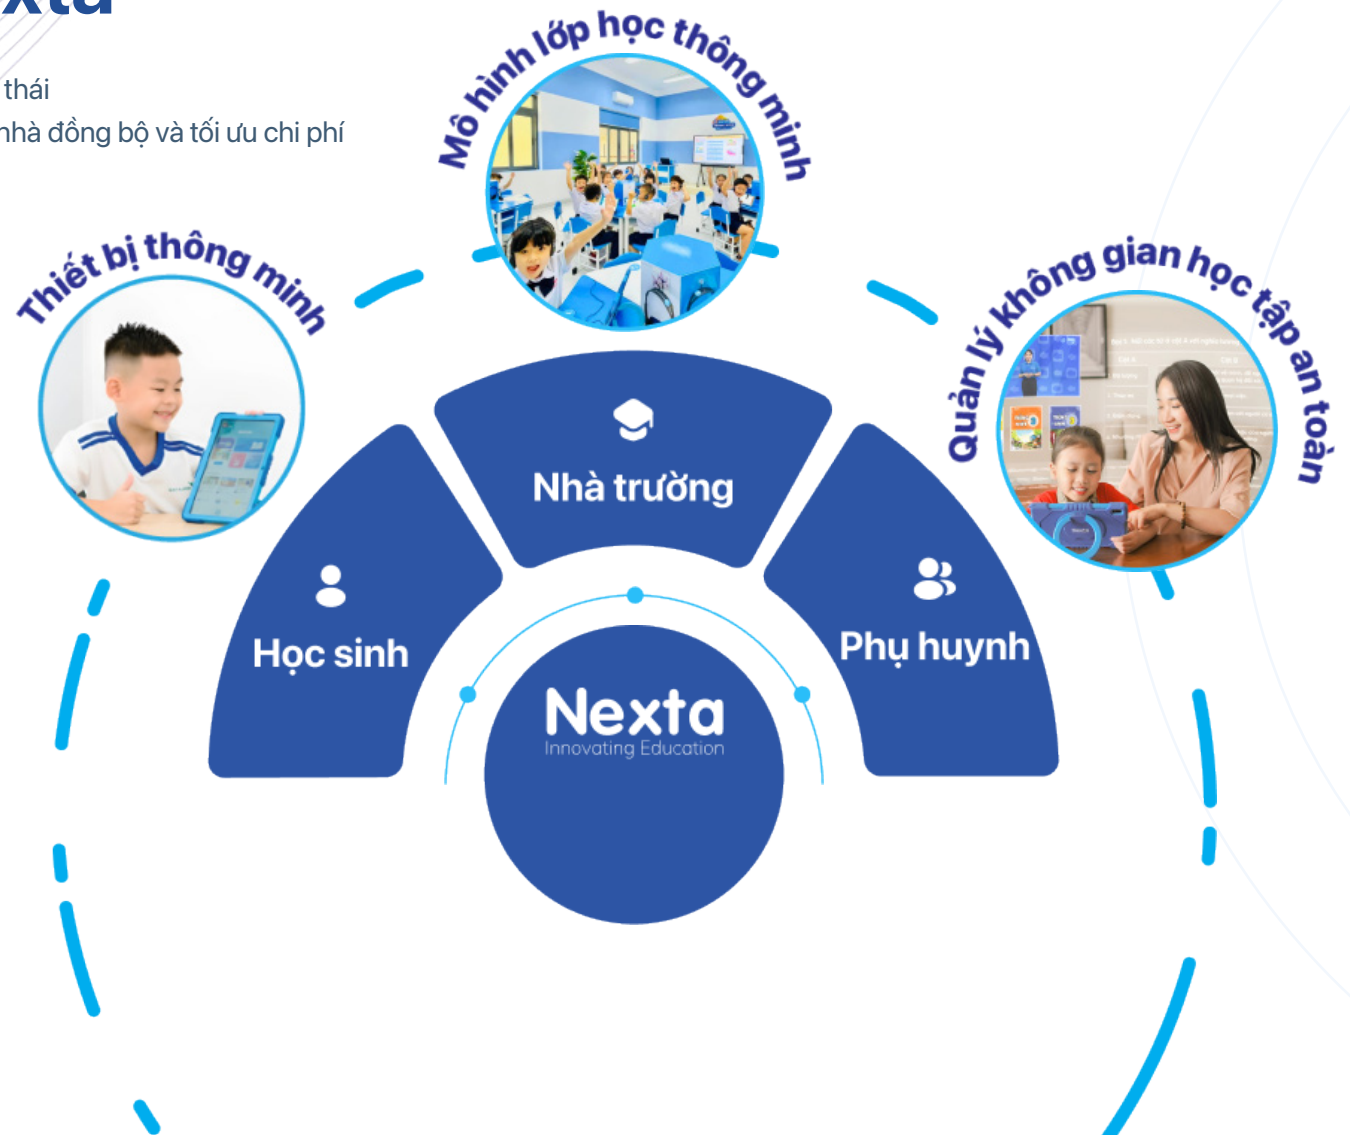 xta
thái
nhà đồng bộ và tối ưu chi phí
Mô hình lớp học thông minh
Thiết bị thông minh
Quản lý không gian học tập an toàn
Nhà trường
Học sinh
Phụ huynh
Nexta
Innovating Education